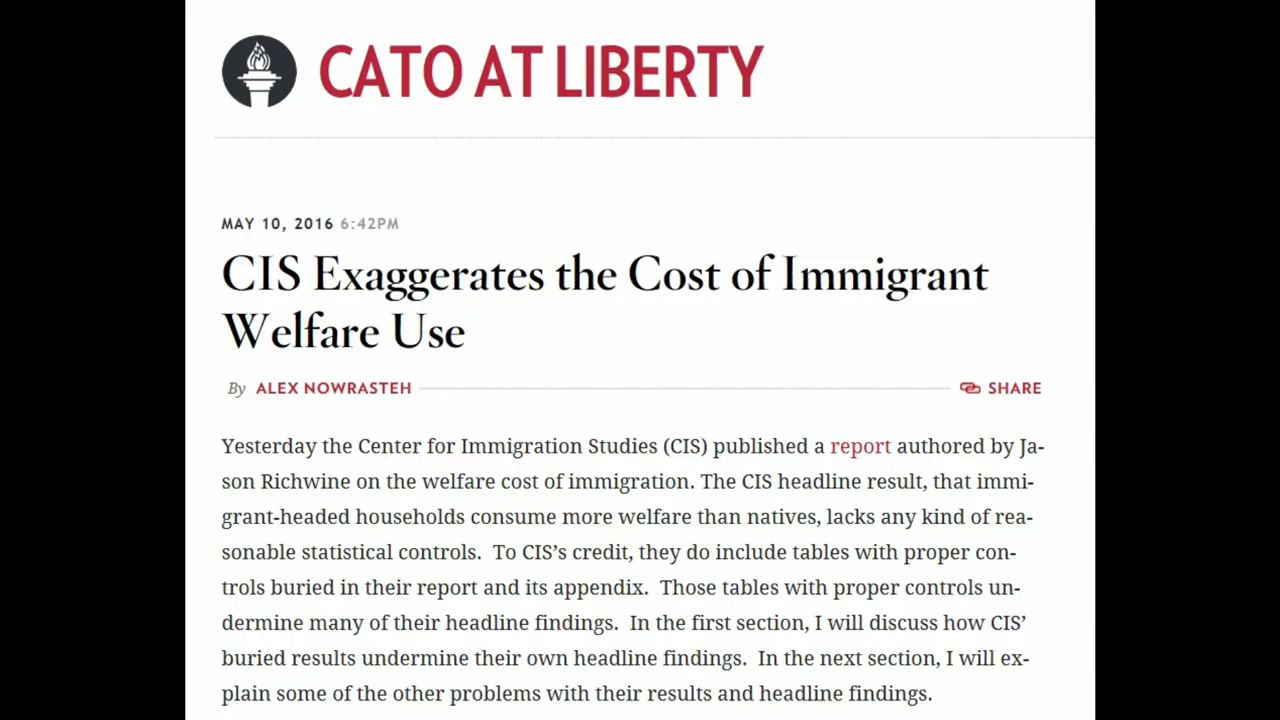 CATO AT LIBERTY
MAY 10, 2016 6:42PM
CIS Exaggerates the Cost of Immigrant
Welfare Use
By ALEX NOWRASTEH SHARE
Yesterday the Center for Immigration Studies (CIS) published a report authored by Ja-
son Richwine on the welfare cost of immigration. The CIS headline result, that immi-
grant-headed households consume more welfare than natives, lacks any kind of rea-
sonable statistical controls.  To CIS’s credit, they do include tables with proper con-
trols buried in their report and its appendix.  Those tables with proper controls un-
dermine many of their headline findings.  In the first section, I will discuss how CIS’
buried results undermine their own headline findings.  In the next section, I will ex-
plain some of the other problems with their results and headline findings.